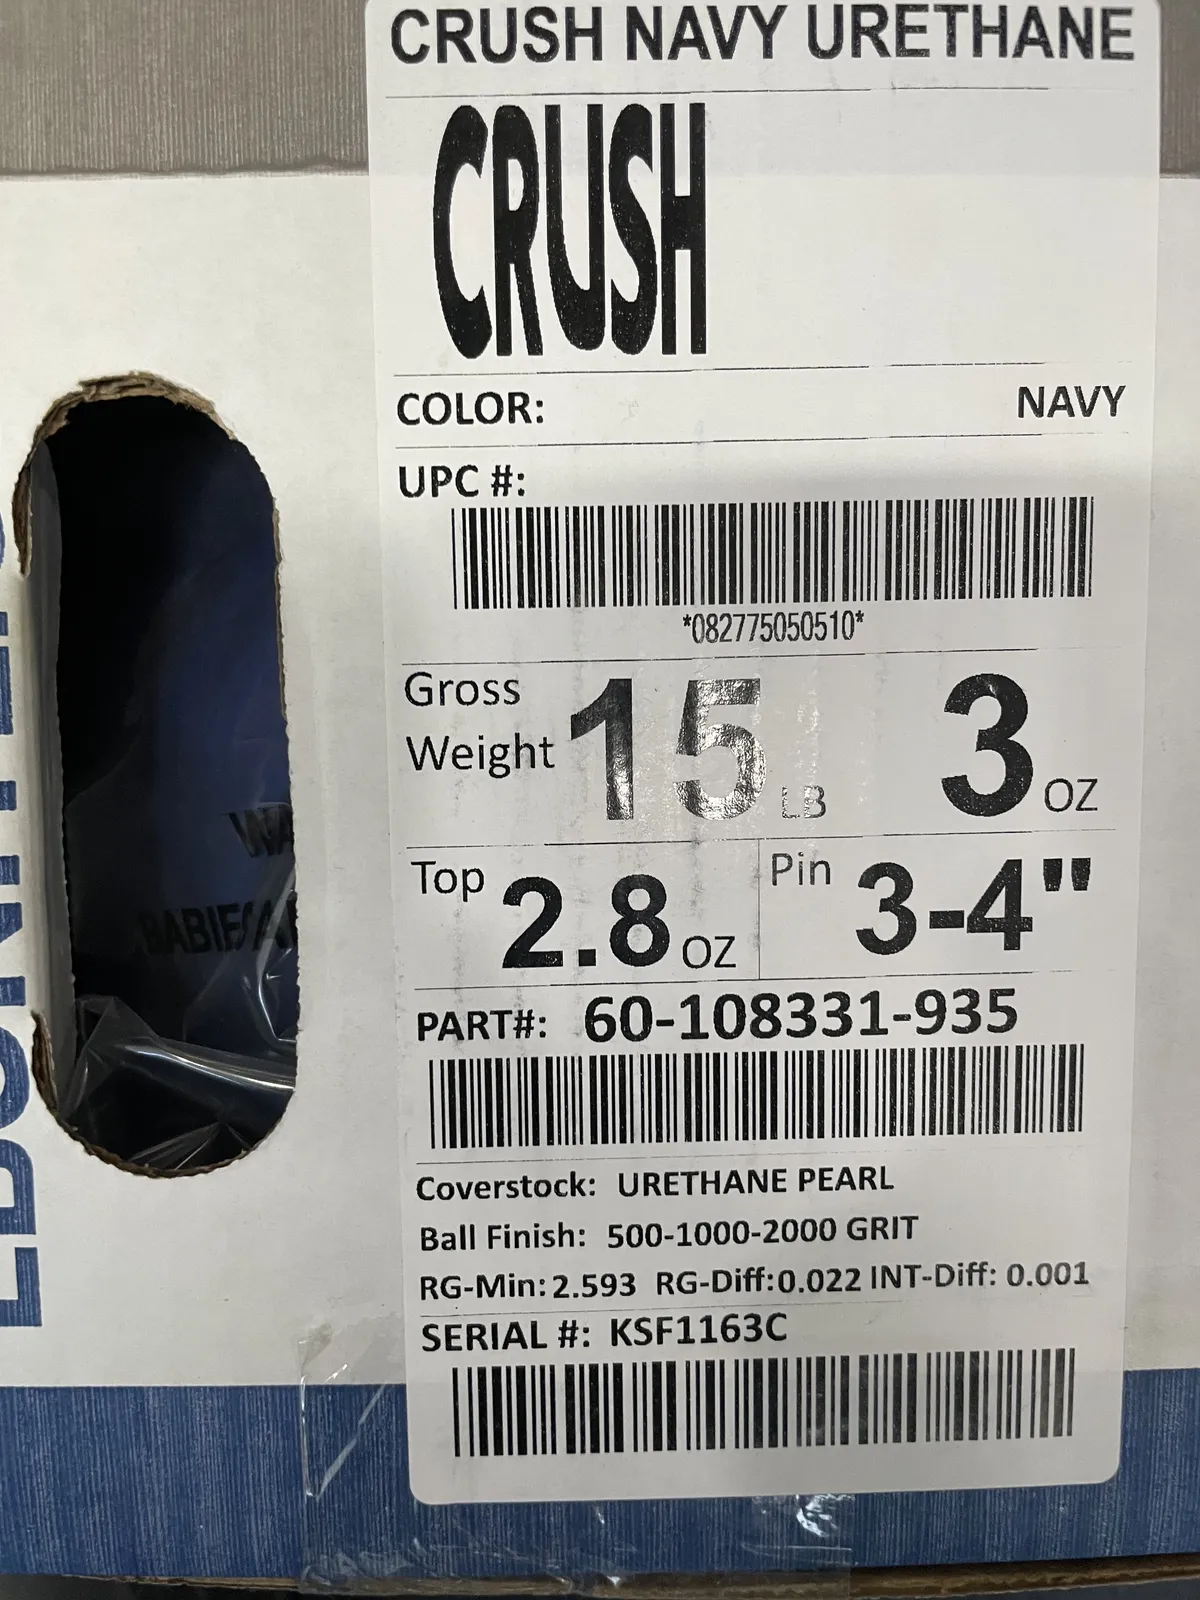 CRUSH NAVY URETHANE
CRUSH
COLOR: NAVY
UPC #:
*082775050510*
Gross Weight 15 LB 3 OZ
Top 2.8 OZ Pin 3-4"
PART#: 60-108331-935
Coverstock: URETHANE PEARL
Ball Finish: 500-1000-2000 GRIT
RG-Min: 2.593 RG-Diff: 0.022 INT-Diff: 0.001
SERIAL #: KSF1163C